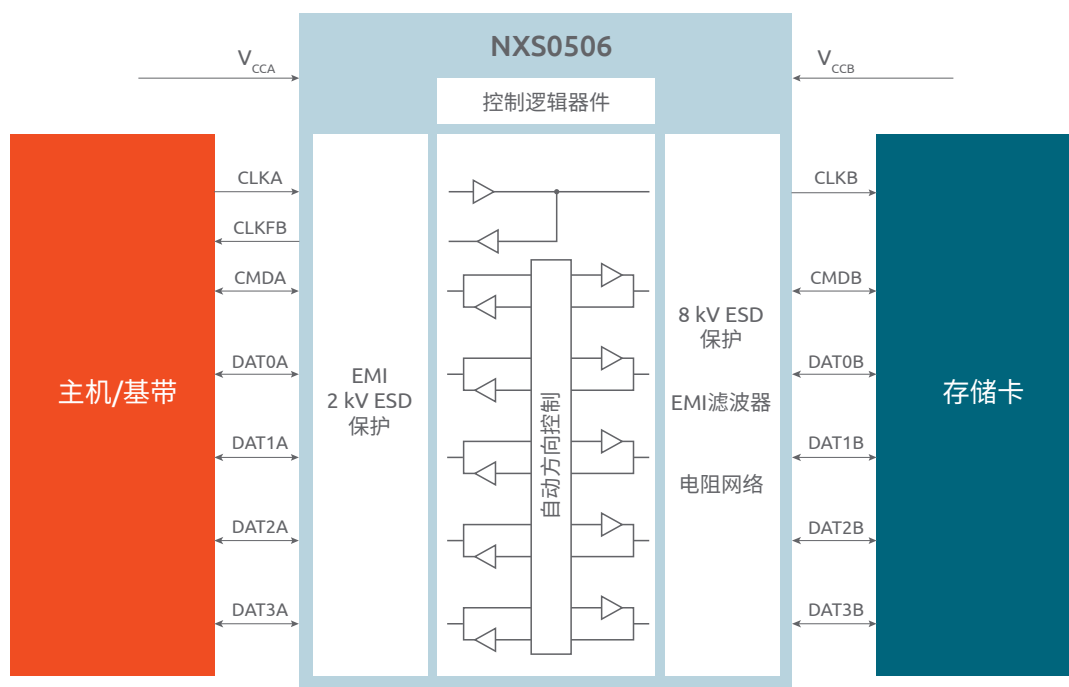 NXS0506
VCCA
VCCB
控制逻辑器件
CLKA
CLKB
CLKFB
CMDA
CMDB
8 kV ESD
保护
DAT0A
DAT0B
主机/基带
EMI
2 kV ESD
保护
自动方向控制
EMI滤波器
存储卡
DAT1A
DAT1B
电阻网络
DAT2A
DAT2B
DAT3A
DAT3B